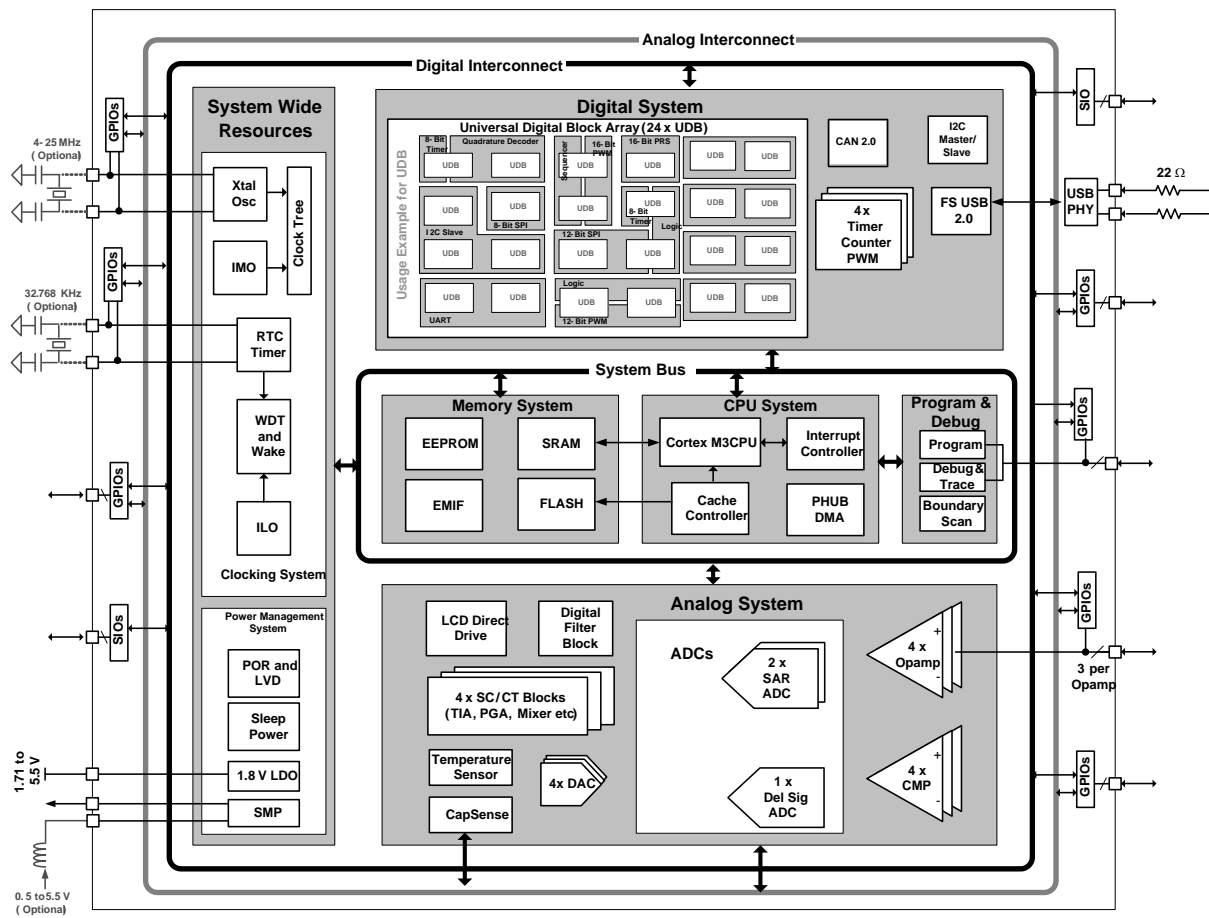 Analog Interconnect
Digital Interconnect
System Wide
Resources
GPIOs
4-25 MHz
(Optional)
Xtal
Osc
Clock Tree
IMO
GPIOs
32.768 KHz
(Optional)
RTC
Timer
WDT and
Wake
GPIOs
ILO
Clocking System
SIOs
Power Management
System
POR and
LVD
Sleep
Power
1.71 to
5.5 V
1.8 V LDO
SMP
0.5 to 5.5 V
(Optional)
Digital System
Universal Digital Block Array (24 x UDB)
Usage Example for UDB
8-Bit
Timer
Quadrature Decoder
Sequencer
16-Bit
PWM
16-Bit PRS
UDB
UDB
UDB
UDB
UDB
UDB
UDB
UDB
UDB
UDB
UDB
UDB
I2C Slave
8-Bit SPI
8-Bit
Timer
Logic
12-Bit SPI
UDB
UDB
UDB
UDB
UDB
UDB
Logic
UDB
UDB
UDB
UDB
UDB
UDB
UART
12-Bit PWM
CAN 2.0
I2C
Master/
Slave
4 x
Timer
Counter
PWM
FS USB
2.0
SIO
USB
PHY
22 Ω
GPIOs
System Bus
Memory System
EEPROM
SRAM
EMIF
FLASH
CPU System
Cortex M3CPU
Interrupt
Controller
Cache
Controller
PHUB
DMA
Program &
Debug
Program
Debug &
Trace
Boundary
Scan
GPIOs
Analog System
LCD Direct
Drive
Digital
Filter
Block
4 x SC/CT Blocks
(TIA, PGA, Mixer etc)
Temperature
Sensor
4x DAC
CapSense
ADCs
2 x
SAR
ADC
1 x
Del Sig
ADC
+
4 x
Opamp
-
+
4 x
CMP
-
GPIOs
3 per
Opamp
GPIOs